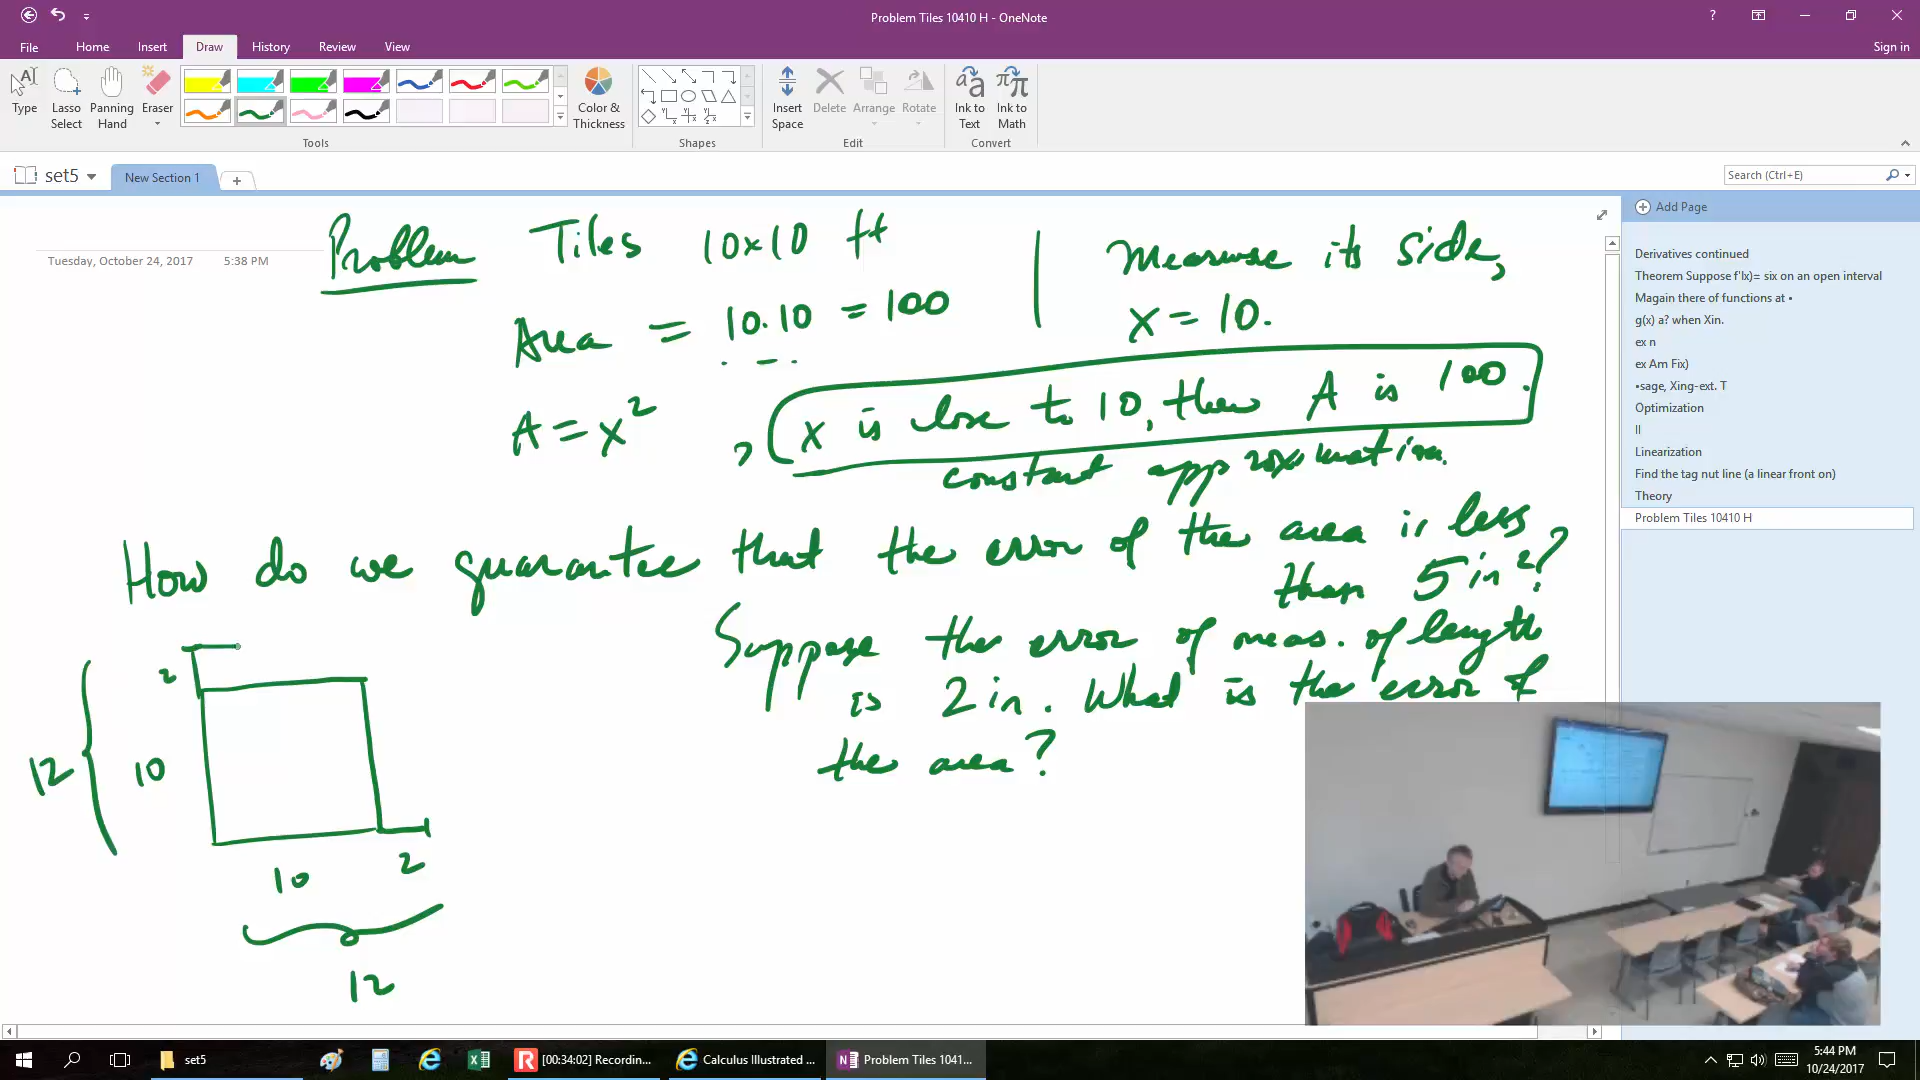 Problem Tiles 10410 H - OneNote
File Home Insert Draw History Review View
Sign in
Type
Lasso Select
Panning Hand
Eraser
Color & Thickness
Insert Space
Delete
Arrange
Rotate
Ink to Text
Ink to Math
Tools
Shapes
Edit
Convert
set5
New Section 1
Search (Ctrl+E)
Add Page
Derivatives continued
Theorem Suppose f'lx)= six on an open interval
Magain there of functions at •
g(x) a? when Xin.
ex n
ex Am Fix)
•sage, Xing-ext. T
Optimization
II
Linearization
Find the tag nut line (a linear front on)
Theory
Problem Tiles 10410 H
Tuesday, October 24, 2017 5:38 PM
Problem Tiles 10x10 ft
Measure its side,
x = 10.
Area = 10.10 = 100
A = x²
, x is close to 10, then A is 100.
constant approximation.
How do we guarantee that the error of the area is less
than 5 in²?
Suppose the error of meas. of length
is 2 in. What is the error of
the area?
2
12
10
10
2
12
set5
[00:34:02] Recordin...
Calculus Illustrated ...
Problem Tiles 1041...
5:44 PM
10/24/2017